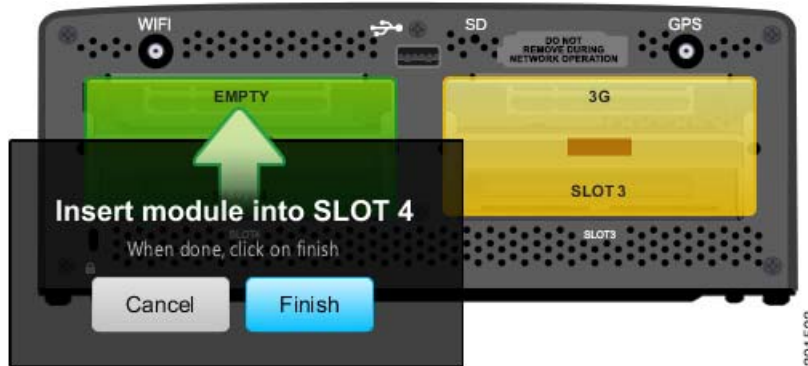 WIFI
SD
GPS
DO NOT
REMOVE DURING
NETWORK OPERATION
EMPTY
3G
SLOT 3
Insert module into SLOT 4
SLOT4
SLOT3
When done, click on finish
Cancel
Finish